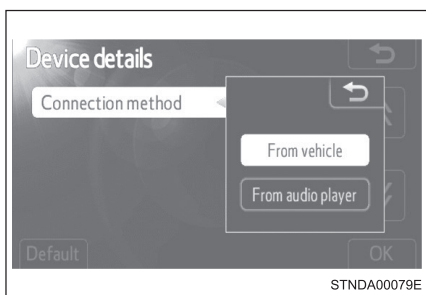 Device details
Connection method
From vehicle
From audio player
Default
OK
STNDA00079E